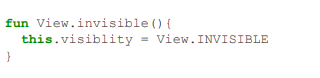 fun View.invisible(){
  this.visiblity = View.INVISIBLE
}